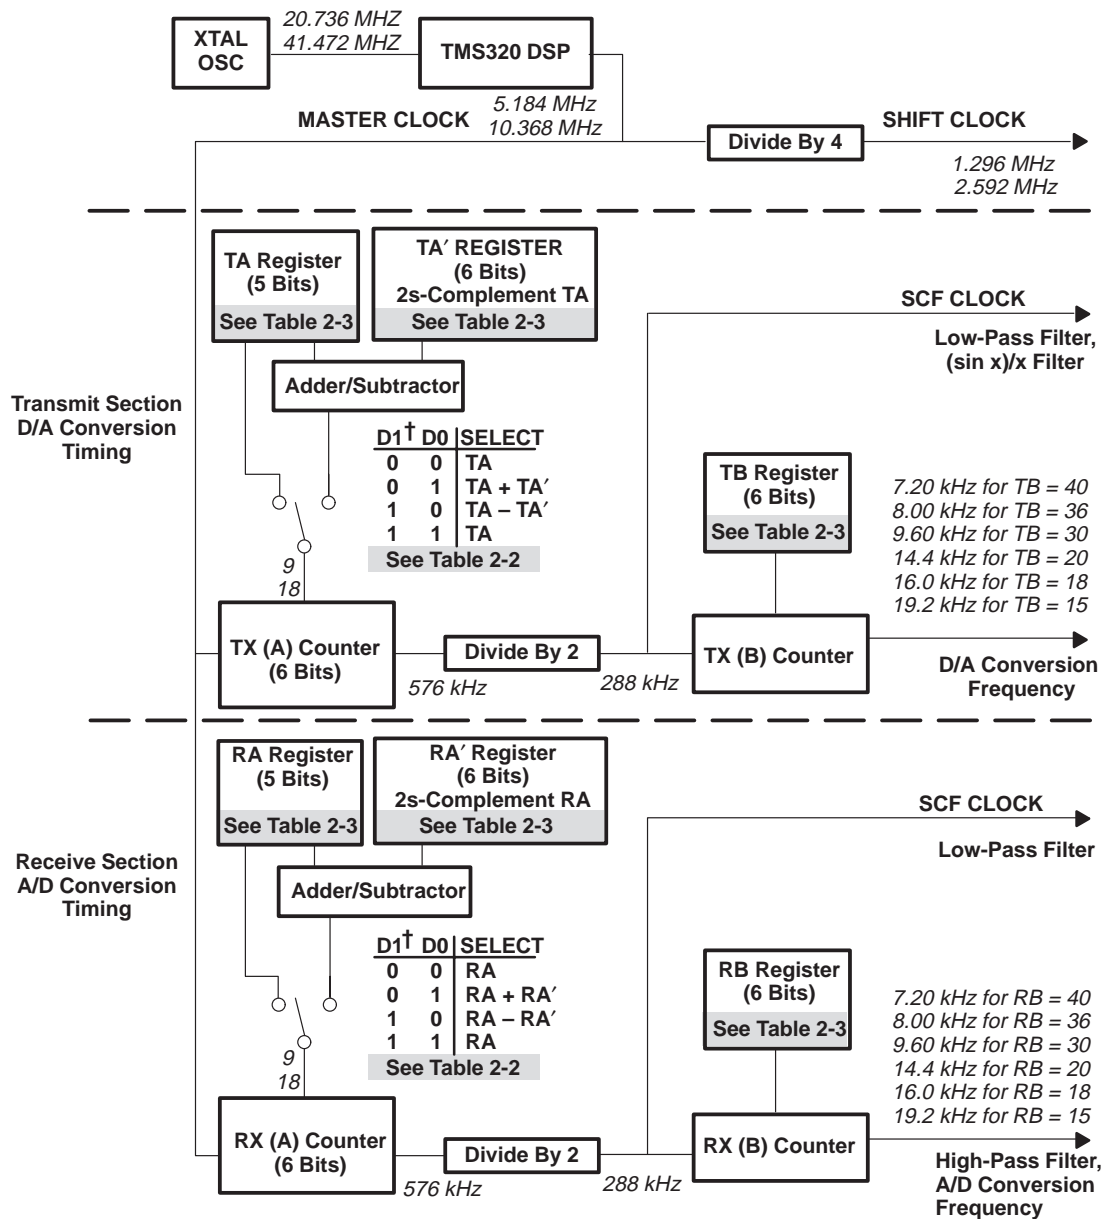 XTAL
OSC
20.736 MHZ
41.472 MHZ
TMS320 DSP
MASTER CLOCK
5.184 MHz
10.368 MHz
Divide By 4
SHIFT CLOCK
1.296 MHz
2.592 MHz
Transmit Section
D/A Conversion
Timing
TA Register
(5 Bits)
See Table 2-3
TA′ REGISTER
(6 Bits)
2s-Complement TA
See Table 2-3
Adder/Subtractor
D1† D0 SELECT
0 0 TA
0 1 TA + TA′
1 0 TA – TA′
1 1 TA
See Table 2-2
9
18
TX (A) Counter
(6 Bits)
576 kHz
Divide By 2
288 kHz
SCF CLOCK
Low-Pass Filter,
(sin x)/x Filter
TB Register
(6 Bits)
See Table 2-3
TX (B) Counter
7.20 kHz for TB = 40
8.00 kHz for TB = 36
9.60 kHz for TB = 30
14.4 kHz for TB = 20
16.0 kHz for TB = 18
19.2 kHz for TB = 15
D/A Conversion
Frequency
Receive Section
A/D Conversion
Timing
RA Register
(5 Bits)
See Table 2-3
RA′ Register
(6 Bits)
2s-Complement RA
See Table 2-3
Adder/Subtractor
D1† D0 SELECT
0 0 RA
0 1 RA + RA′
1 0 RA – RA′
1 1 RA
See Table 2-2
9
18
RX (A) Counter
(6 Bits)
576 kHz
Divide By 2
288 kHz
SCF CLOCK
Low-Pass Filter
RB Register
(6 Bits)
See Table 2-3
RX (B) Counter
7.20 kHz for RB = 40
8.00 kHz for RB = 36
9.60 kHz for RB = 30
14.4 kHz for RB = 20
16.0 kHz for RB = 18
19.2 kHz for RB = 15
High-Pass Filter,
A/D Conversion
Frequency